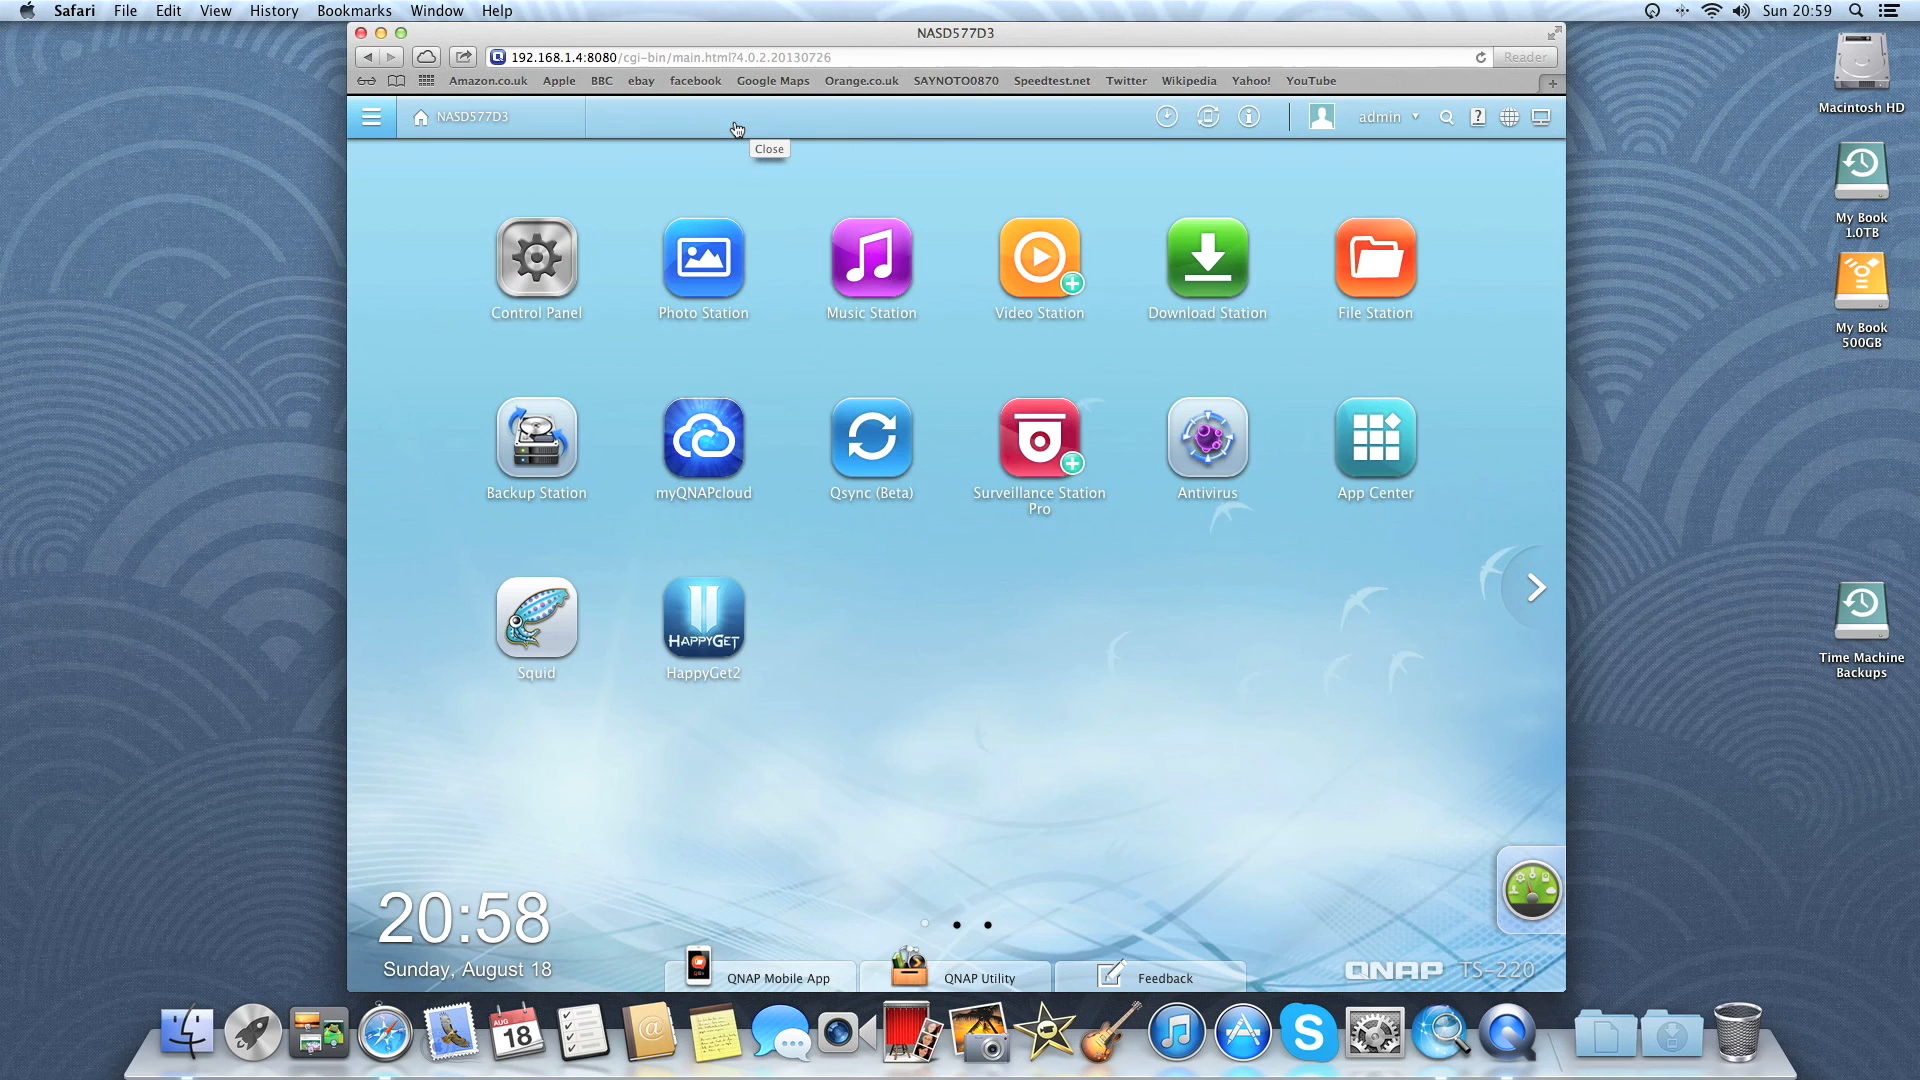 Safari File Edit View History Bookmarks Window Help
Sun 20:59
NASD577D3
192.168.1.4:8080/cgi-bin/main.html?4.0.2.20130726
Reader
Amazon.co.uk Apple BBC ebay facebook Google Maps Orange.co.uk SAYNOTO0870 Speedtest.net Twitter Wikipedia Yahoo! YouTube
NASD577D3
admin
Close
Control Panel
Photo Station
Music Station
Video Station
Download Station
File Station
Backup Station
myQNAPcloud
Qsync (Beta)
Surveillance Station
Pro
Antivirus
App Center
HAPPYGET
Squid
HappyGet2
20:58
Sunday, August 18
QNAP Mobile App
QNAP Utility
Feedback
QNAP TS-220
Macintosh HD
My Book
1.0TB
My Book
500GB
Time Machine
Backups
AUG
18